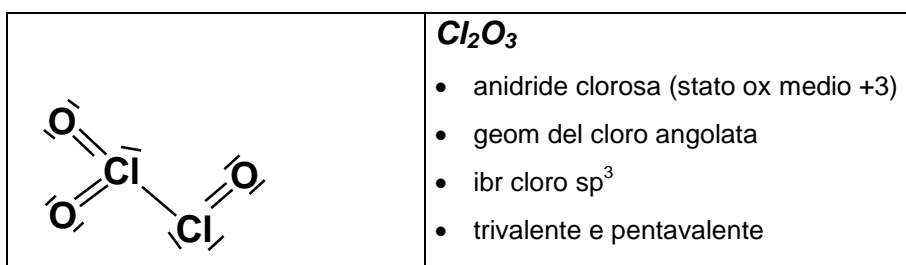 O
Cl
O
O
Cl
Cl₂O₃
• anidride clorosa (stato ox medio +3)
• geom del cloro angolata
• ibr cloro sp³
• trivalente e pentavalente